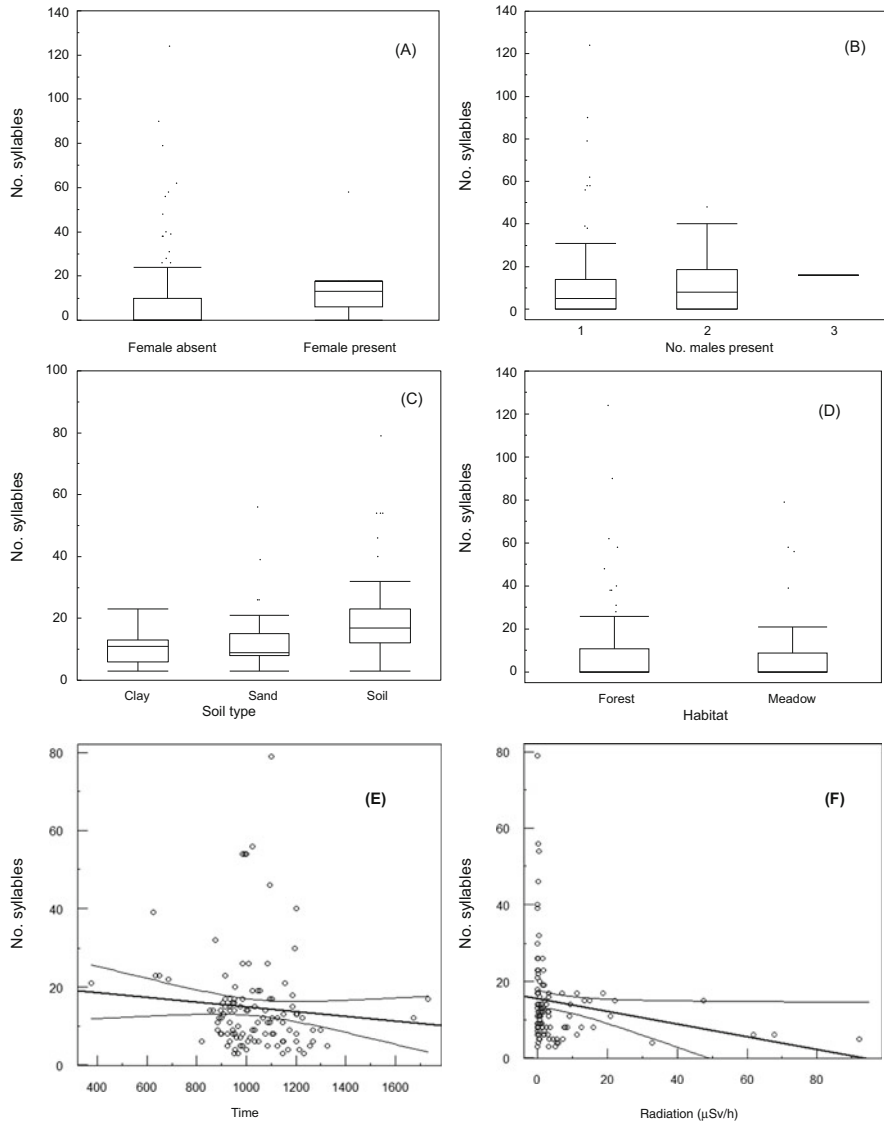 140
120
100
80
60
40
20
0
No. syllables
(A)
Female absent
Female present
140
120
100
80
60
40
20
0
No. syllables
(B)
1
2
3
No. males present
100
80
60
40
20
0
No. syllables
(C)
Clay
Sand
Soil
Soil type
140
120
100
80
60
40
20
0
No. syllables
(D)
Forest
Meadow
Habitat
80
60
40
20
0
No. syllables
(E)
400 600 800 1000 1200 1400 1600
Time
80
60
40
20
0
No. syllables
(F)
0 20 40 60 80
Radiation (μSv/h)